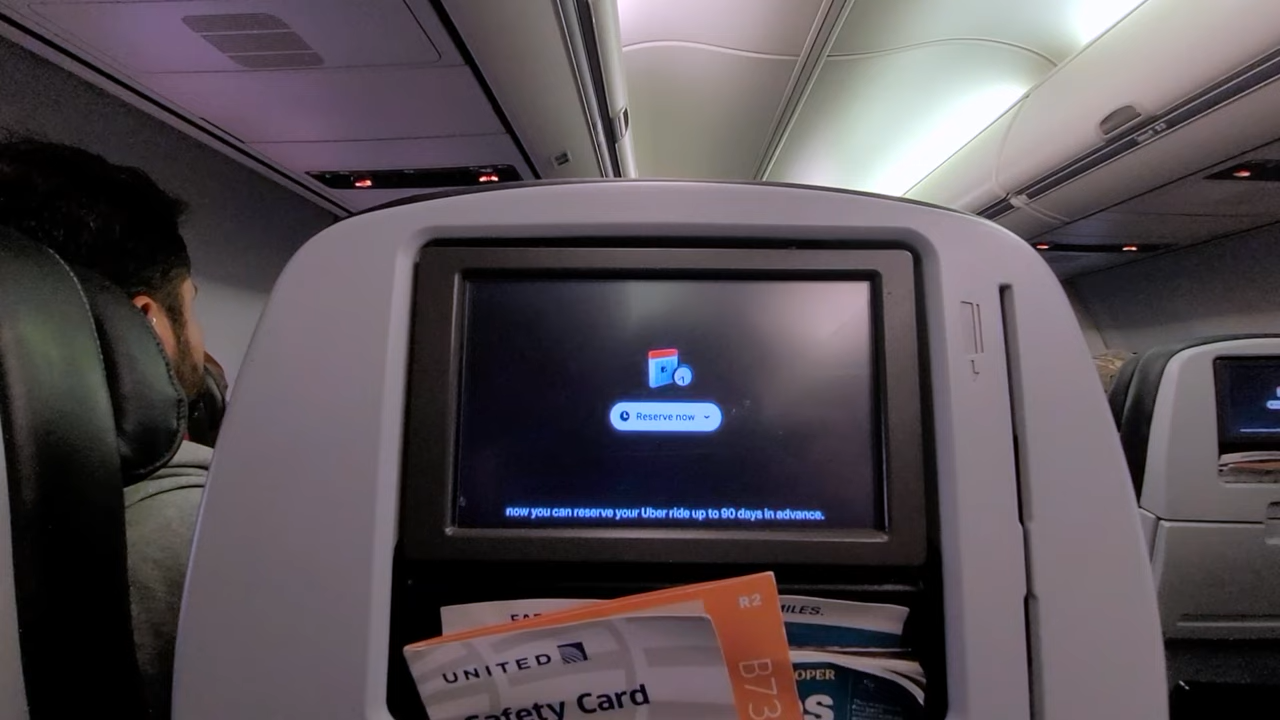 Reserve now
now you can reserve your Uber ride up to 90 days in advance.
R2
MILES.
UNITED
B73
OPER
Safety Card